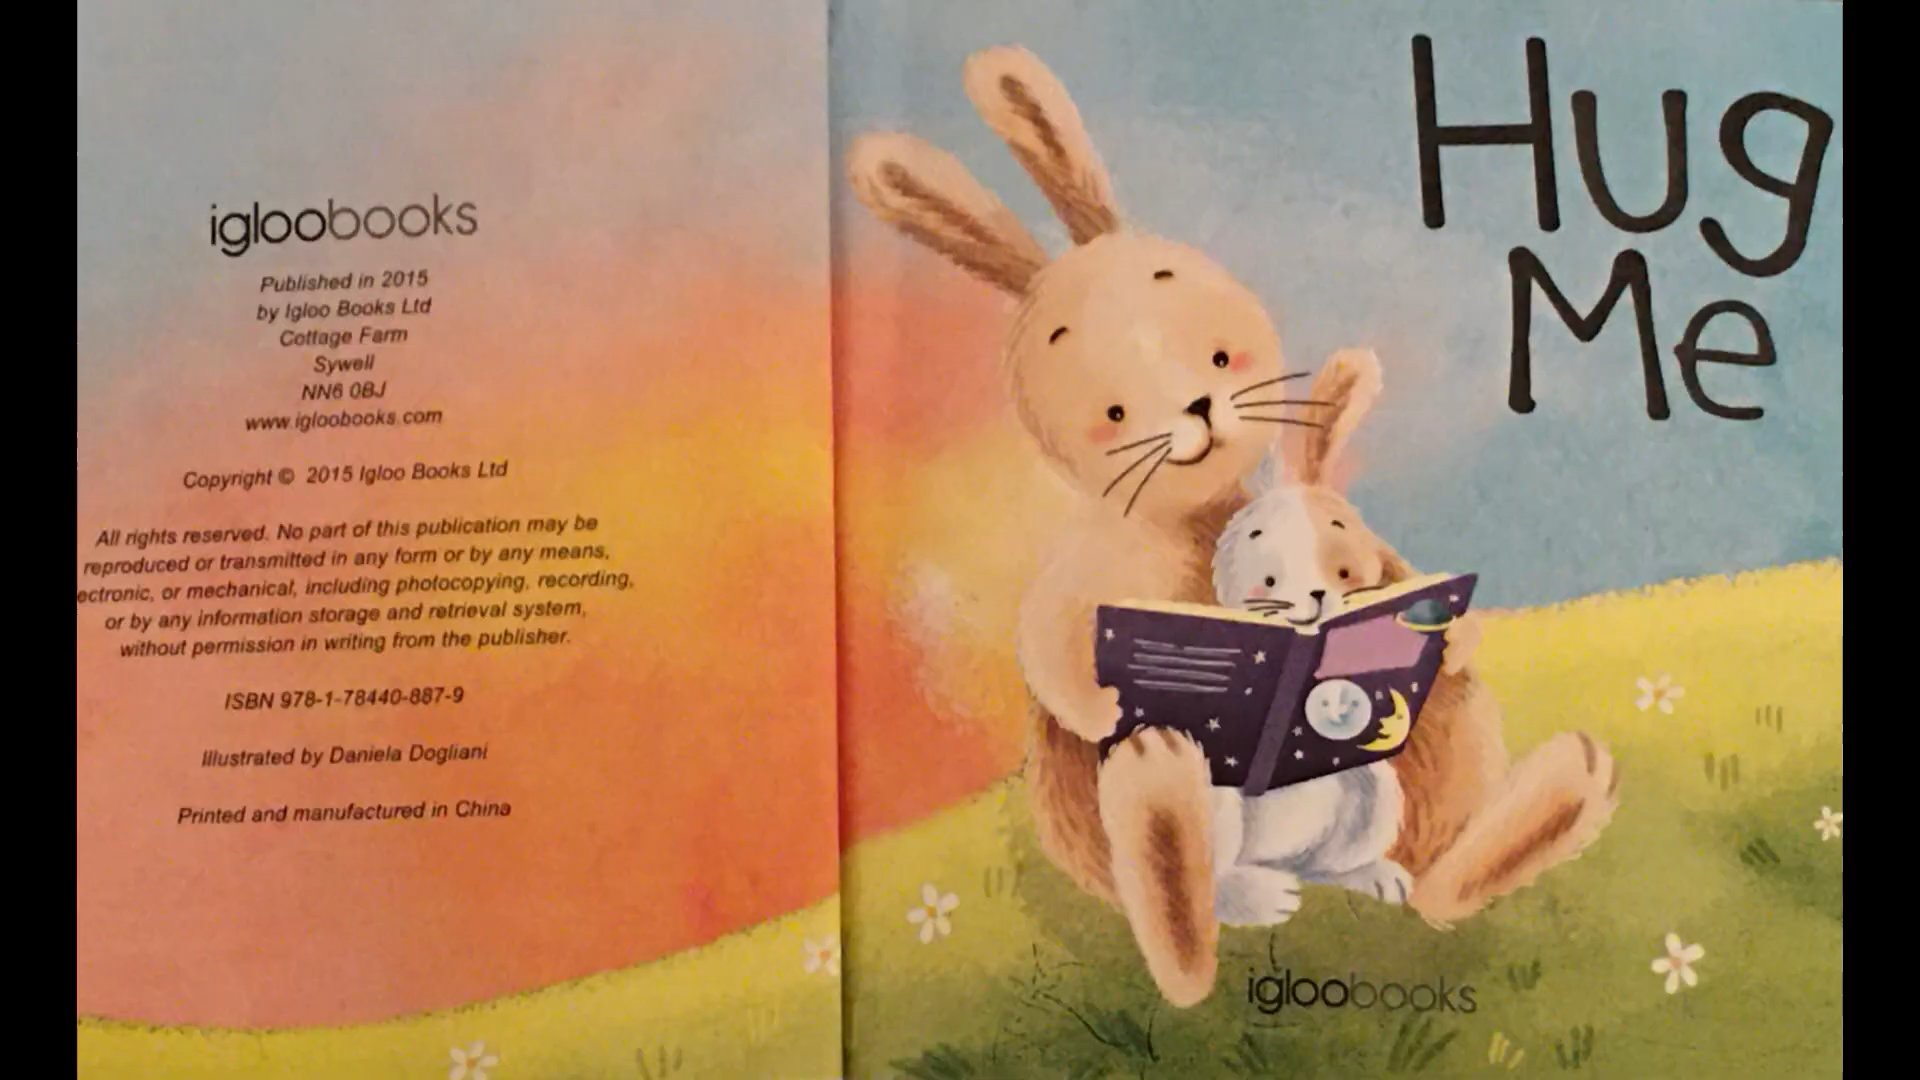 igloobooks
Published in 2015
by Igloo Books Ltd
Cottage Farm
Sywell
NN6 0BJ
www.igloobooks.com
Copyright © 2015 Igloo Books Ltd
All rights reserved. No part of this publication may be
reproduced or transmitted in any form or by any means,
ectronic, or mechanical, including photocopying, recording,
or by any information storage and retrieval system,
without permission in writing from the publisher.
ISBN 978-1-78440-887-9
Illustrated by Daniela Dogliani
Printed and manufactured in China
Hug
Me
igloobooks